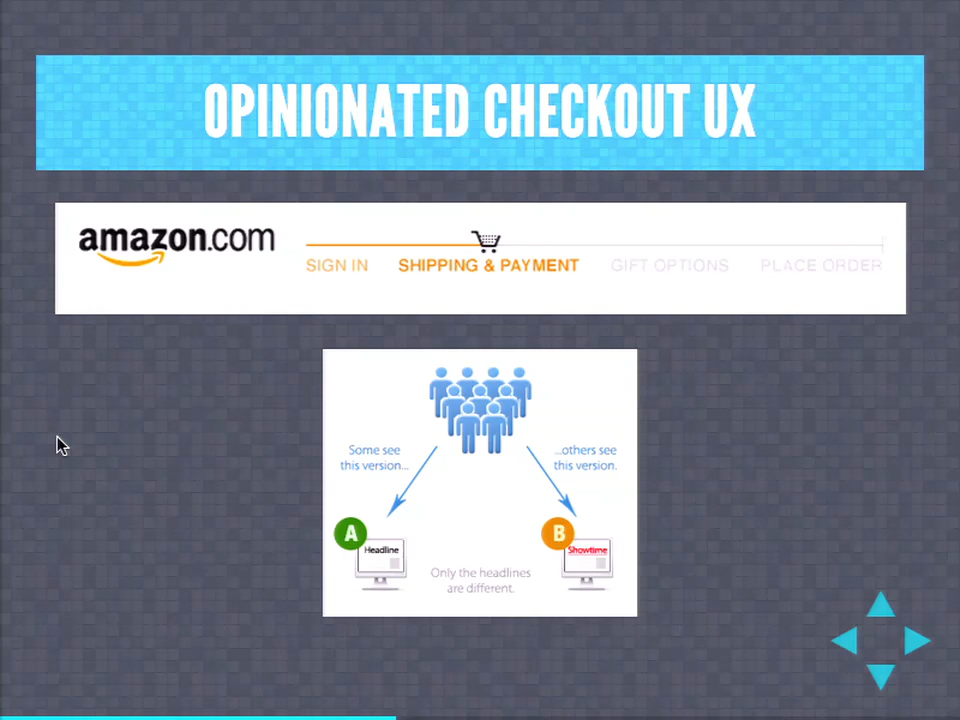 OPINIONATED CHECKOUT UX
amazon.com
SIGN IN SHIPPING & PAYMENT GIFT OPTIONS PLACE ORDER
Some see
this version...
...others see
this version.
A
B
Headline
Showtime
Only the headlines
are different.